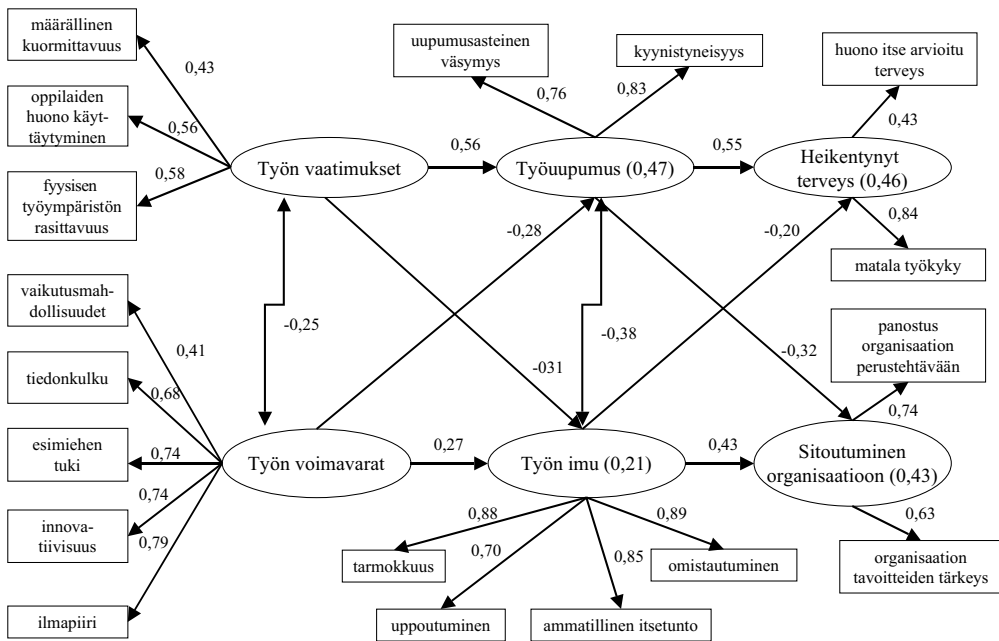 määrällinen
kuormittavuus
0,43
oppilaiden
huono käyt-
täytyminen
0,56
fyysisen
työympäristön
rasittavuus
0,58
uupumusasteinen
väsymys
0,76
kyynistyneisyys
0,83
huono itse arvioitu
terveys
0,43
Työn vaatimukset
0,56
Työuupumus (0,47)
0,55
Heikentynyt
terveys (0,46)
0,84
matala työkyky
-0,28
-0,20
-0,25
-031
-0,38
-0,32
vaikutusmah-
dollisuudet
0,41
tiedonkulku
0,68
esimiehen
tuki
0,74
innova-
tiivisuus
0,74
ilmapiiri
0,79
panostus
organisaation
perustehtävään
0,74
Työn voimavarat
0,27
Työn imu (0,21)
0,43
Sitoutuminen
organisaatioon (0,43)
0,63
organisaation
tavoitteiden tärkeys
0,88
tarmokkuus
0,70
uppoutuminen
0,85
ammatillinen itsetunto
0,89
omistautuminen